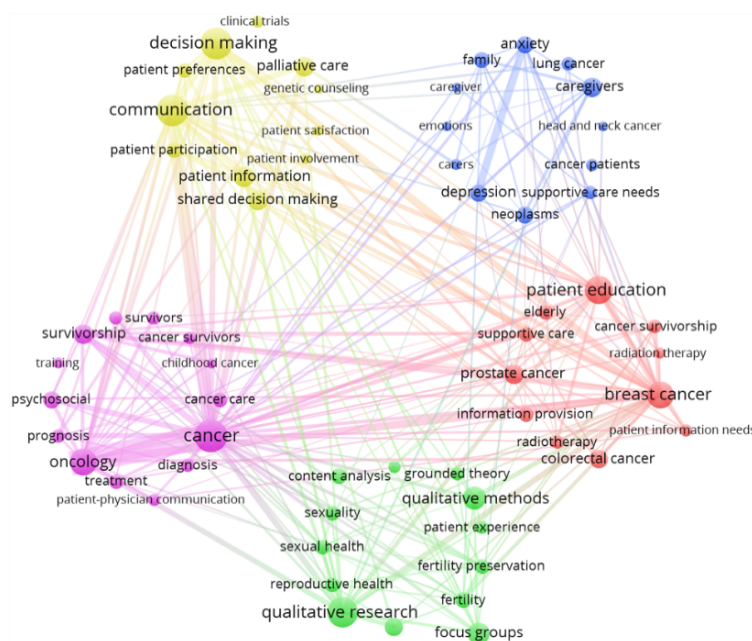 clinical trials
decision making
patient preferences
palliative care
genetic counseling
communication
patient satisfaction
patient participation
patient involvement
patient information
shared decision making
anxiety
family
lung cancer
caregiver
caregivers
emotions
head and neck cancer
carers
cancer patients
depression
supportive care needs
neoplasms
patient education
elderly
supportive care
cancer survivorship
radiation therapy
prostate cancer
breast cancer
information provision
patient information needs
radiotherapy
colorectal cancer
survivors
survivorship
cancer survivors
training
childhood cancer
psychosocial
cancer care
prognosis
cancer
oncology
diagnosis
treatment
patient-physician communication
content analysis
grounded theory
qualitative methods
sexuality
patient experience
sexual health
fertility preservation
reproductive health
fertility
qualitative research
focus groups